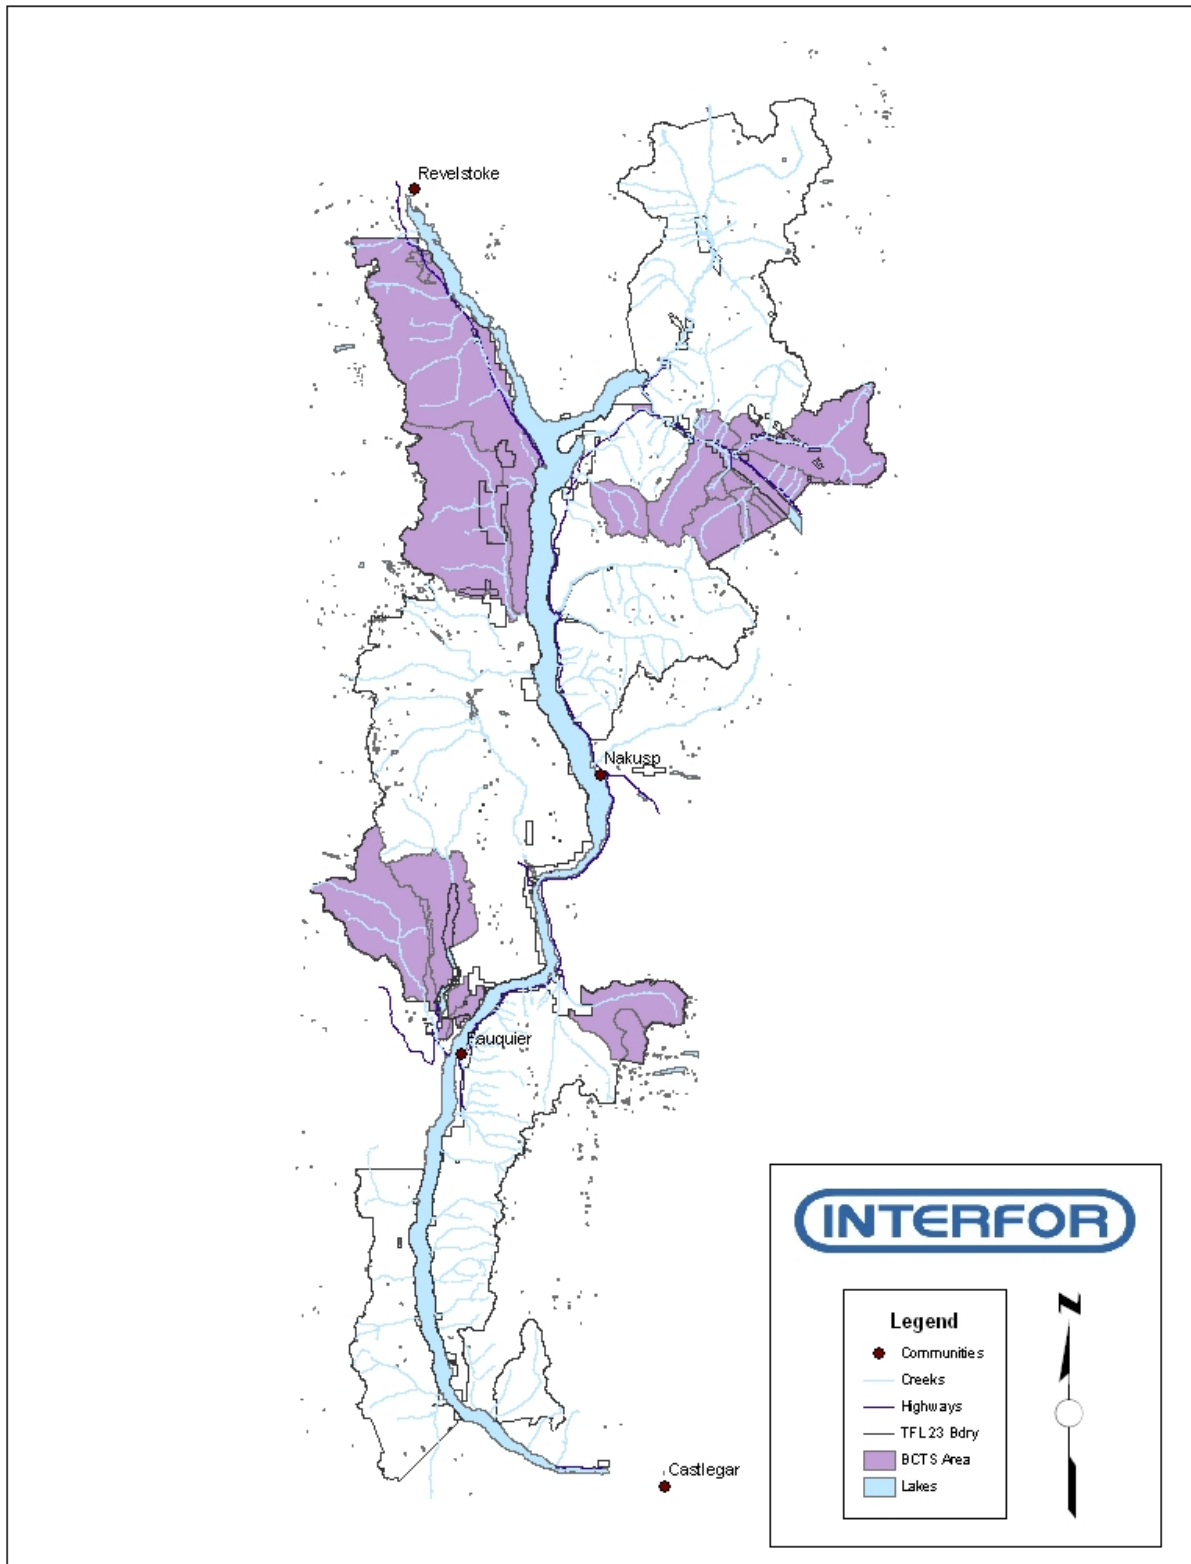 Revelstoke
Nakusp
Fauquier
Castlegar
INTERFOR
Legend
Communities
Creeks
Highways
TFL 23 Bdry
BCTS Area
Lakes
N